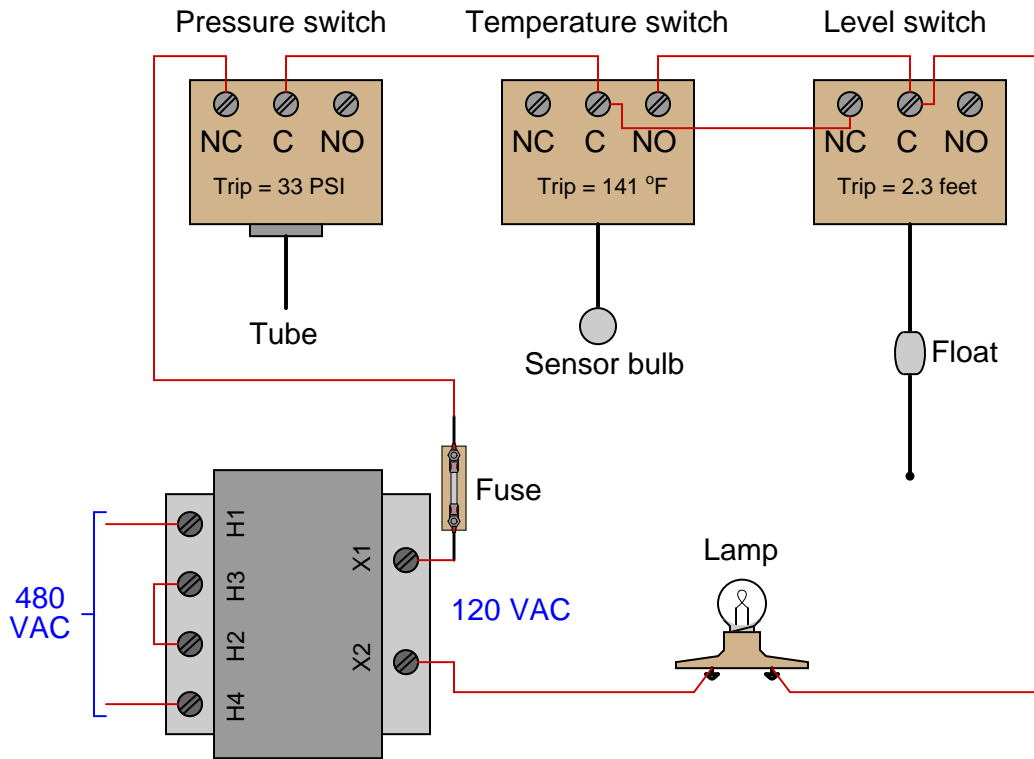 Pressure switch
Temperature switch
Level switch
NC C NO
NC C NO
NC C NO
Trip = 33 PSI
Trip = 141 °F
Trip = 2.3 feet
Tube
Sensor bulb
Float
Fuse
H1
H3
H2
H4
X1
X2
480
VAC
120 VAC
Lamp